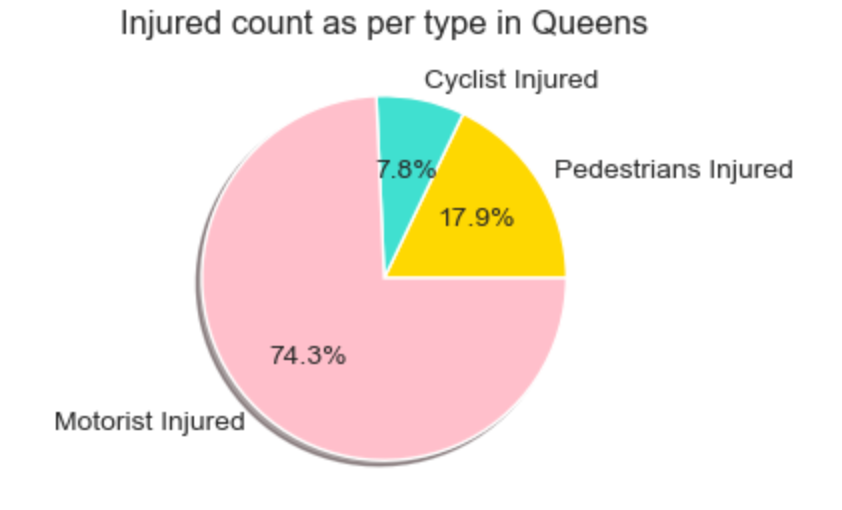 Injured count as per type in Queens
Cyclist Injured
7.8%
Pedestrians Injured
17.9%
74.3%
Motorist Injured